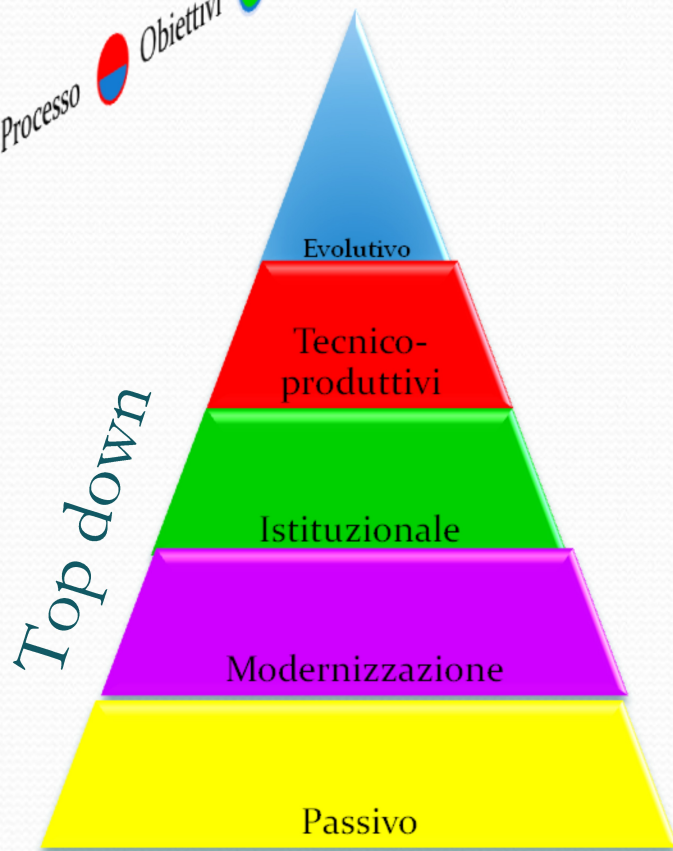 Processo
Obiettivi
Evolutivo
Tecnico-
produttivi
Top down
Istituzionale
Modernizzazione
Passivo